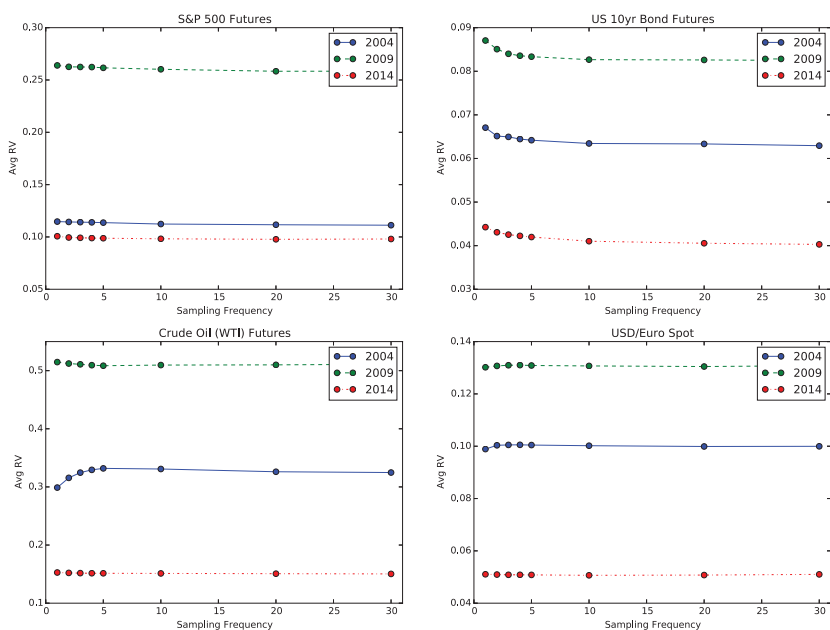 S&P 500 Futures
0.30
0.25
0.20
0.15
0.10
0.05
Avg RV
0 5 10 15 20 25 30
Sampling Frequency
2004
2009
2014
US 10yr Bond Futures
0.09
0.08
0.07
0.06
0.05
0.04
0.03
Avg RV
0 5 10 15 20 25 30
Sampling Frequency
2004
2009
2014
Crude Oil (WTI) Futures
0.5
0.4
0.3
0.2
0.1
Avg RV
0 5 10 15 20 25 30
Sampling Frequency
2004
2009
2014
USD/Euro Spot
0.14
0.12
0.10
0.08
0.06
0.04
Avg RV
0 5 10 15 20 25 30
Sampling Frequency
2004
2009
2014